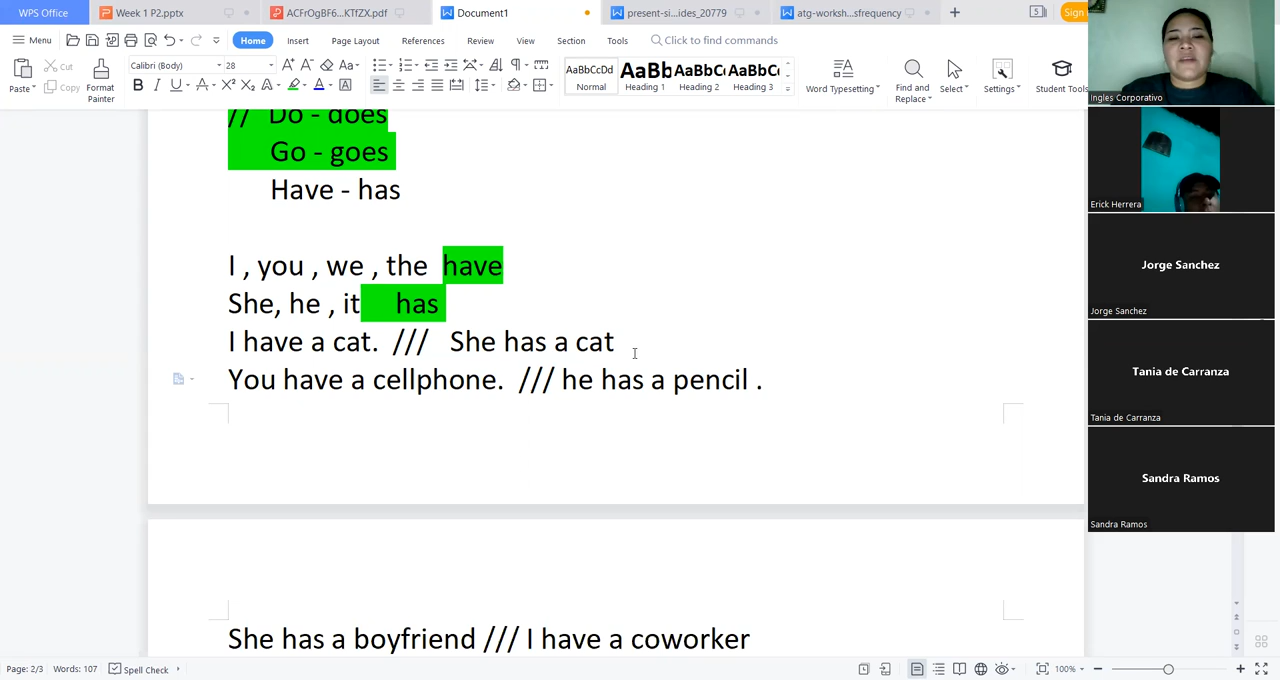 WPS Office
Week 1 P2.pptx
ACFrOgBF6...KTfZX.pdf
Document1
present-si...ides_20779
atg-worksh...sfrequency
Sign
Menu
Home
Insert
Page Layout
References
Review
View
Section
Tools
Click to find commands
Paste
Cut
Copy
Format Painter
Calibri (Body)
28
AaBbCcDd
Normal
AaBb
Heading 1
AaBbCc
Heading 2
AaBbCc
Heading 3
Word Typesetting
Find and Replace
Select
Settings
Student Tools
// Do - does
Go - goes
Have - has
I , you , we , the have
She, he , it has
I have a cat. /// She has a cat
You have a cellphone. /// he has a pencil .
She has a boyfriend /// I have a coworker
Ingles Corporativo
Erick Herrera
Jorge Sanchez
Jorge Sanchez
Tania de Carranza
Tania de Carranza
Sandra Ramos
Sandra Ramos
Page: 2/3
Words: 107
Spell Check
100%